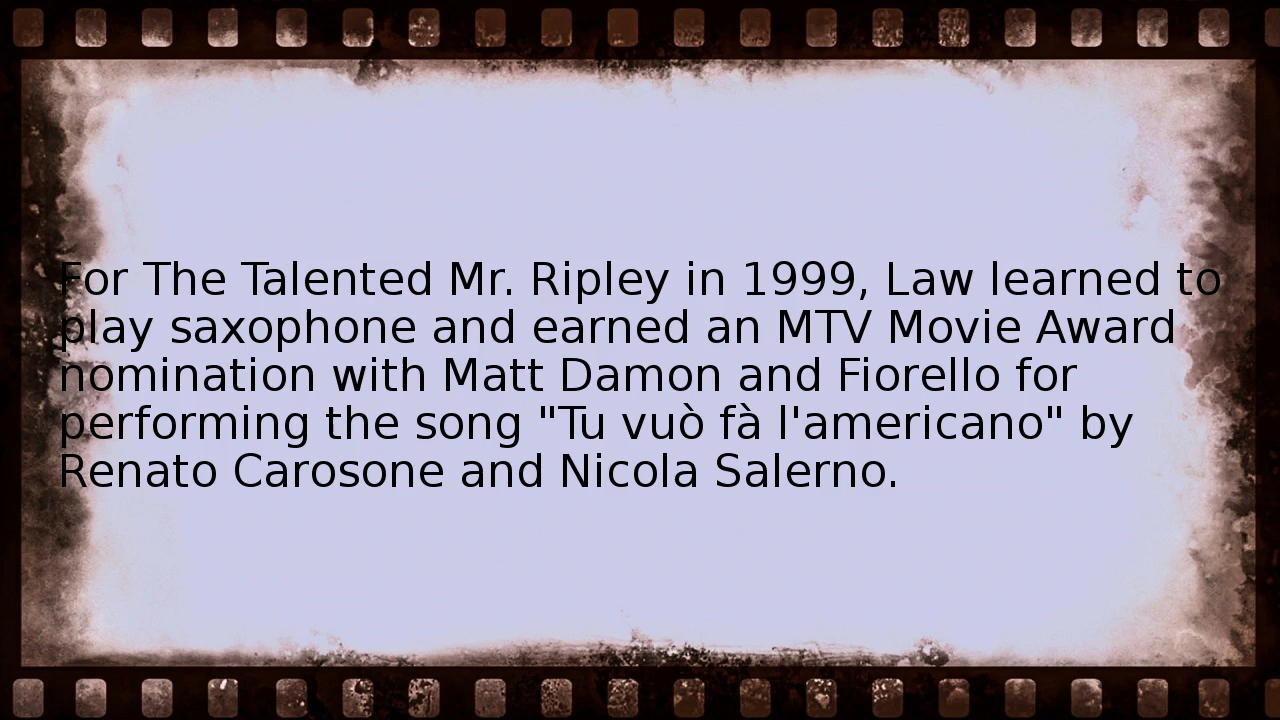 For The Talented Mr. Ripley in 1999, Law learned to
play saxophone and earned an MTV Movie Award
nomination with Matt Damon and Fiorello for
performing the song "Tu vuò fà l'americano" by
Renato Carosone and Nicola Salerno.